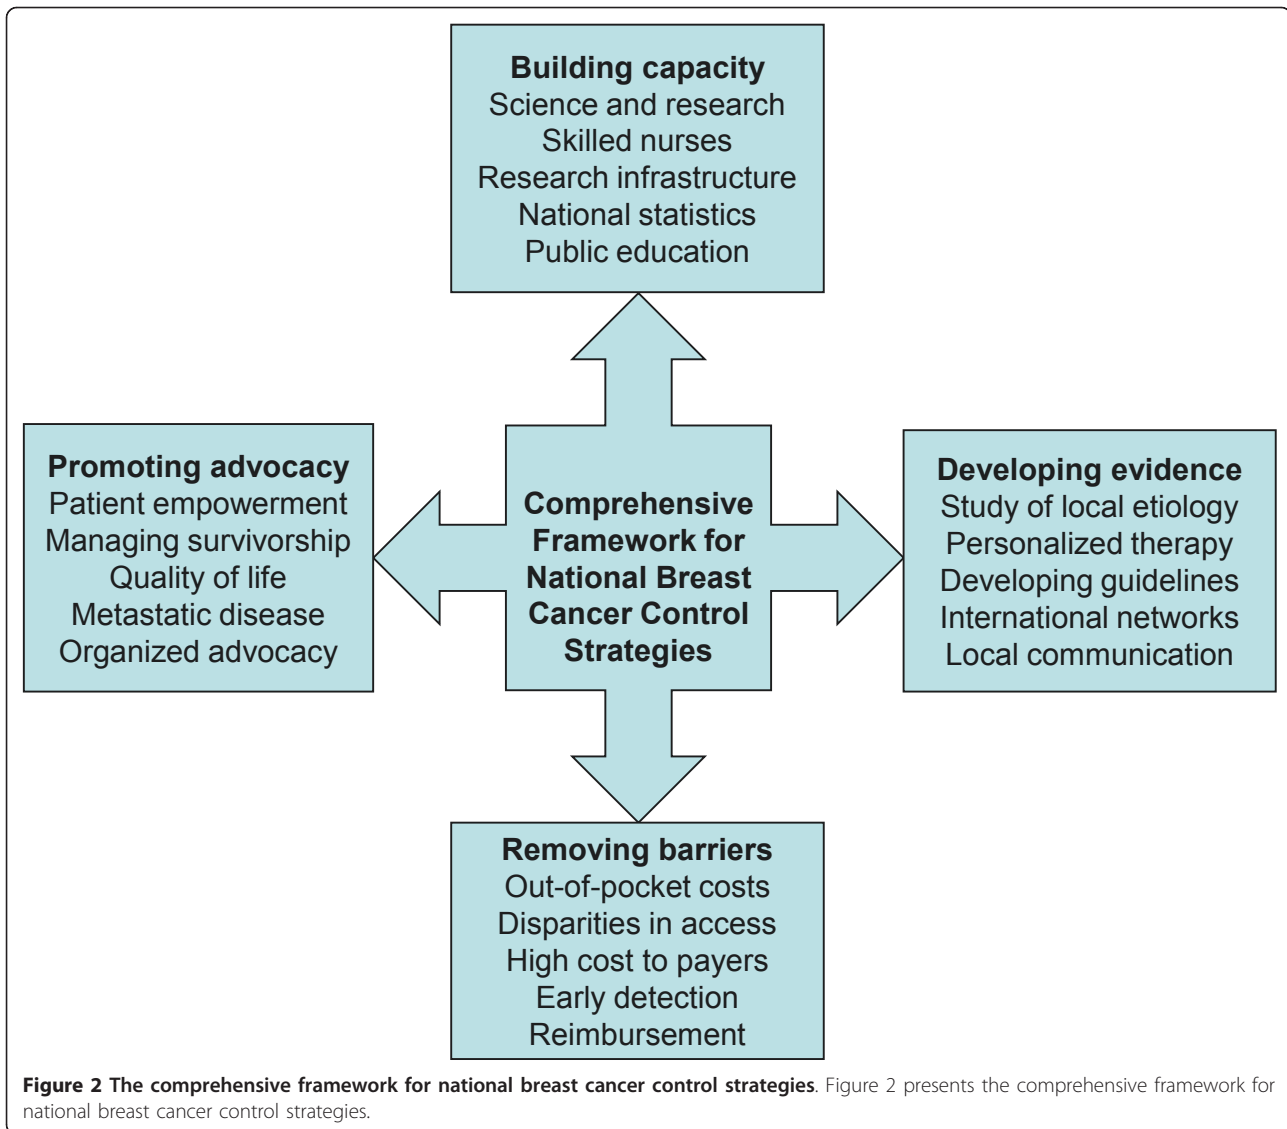 Building capacity
Science and research
Skilled nurses
Research infrastructure
National statistics
Public education
Promoting advocacy
Patient empowerment
Managing survivorship
Quality of life
Metastatic disease
Organized advocacy
Comprehensive
Framework for
National Breast
Cancer Control
Strategies
Developing evidence
Study of local etiology
Personalized therapy
Developing guidelines
International networks
Local communication
Removing barriers
Out-of-pocket costs
Disparities in access
High cost to payers
Early detection
Reimbursement
Figure 2 The comprehensive framework for national breast cancer control strategies. Figure 2 presents the comprehensive framework for
national breast cancer control strategies.